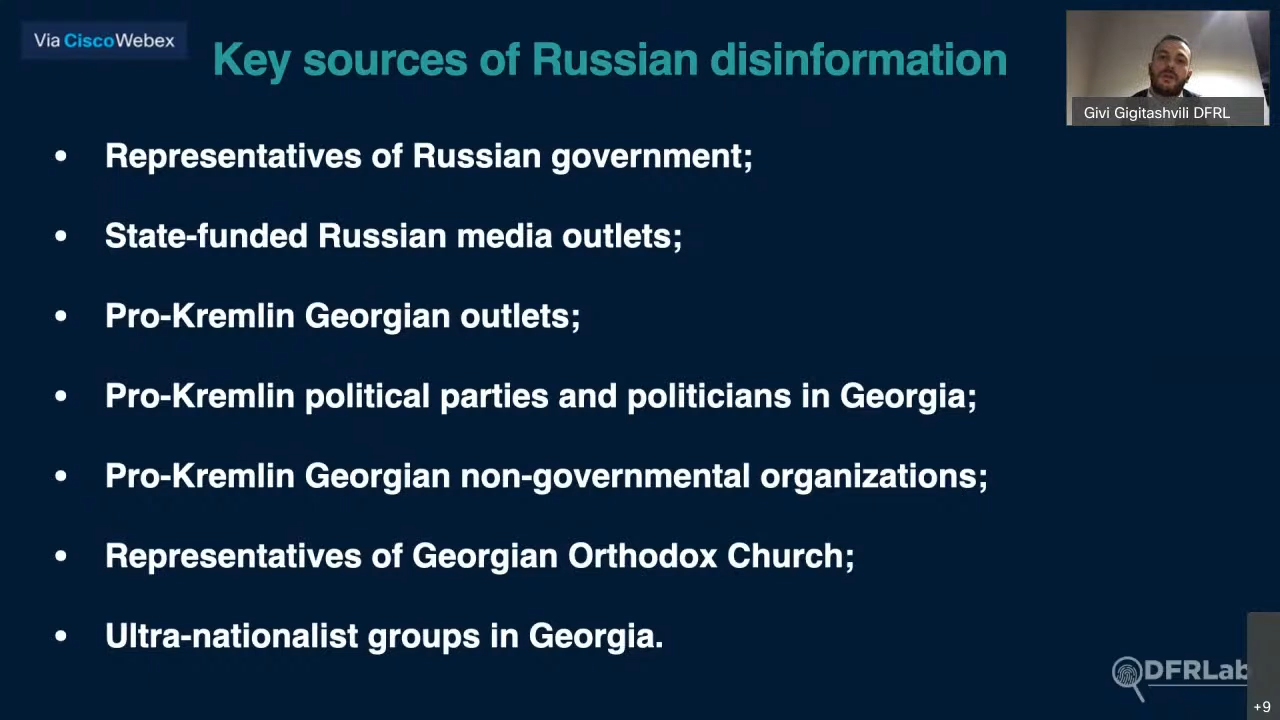 Via CiscoWebex
Key sources of Russian disinformation
Givi Gigitashvili DFRL
• Representatives of Russian government;
• State-funded Russian media outlets;
• Pro-Kremlin Georgian outlets;
• Pro-Kremlin political parties and politicians in Georgia;
• Pro-Kremlin Georgian non-governmental organizations;
• Representatives of Georgian Orthodox Church;
• Ultra-nationalist groups in Georgia.
DFRLab
+9